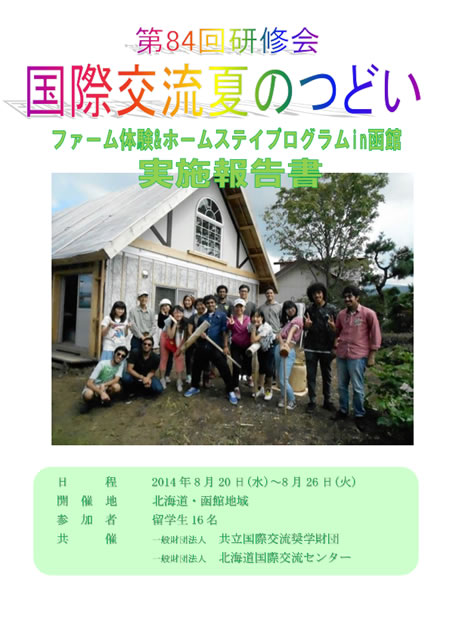 第84回研修会
国際交流夏のつどい
ファーム体験&ホームステイプログラムin函館
実施報告書
日程 2014年8月20日(水)~8月26日(火)
開催地 北海道・函館地域
参加者 留学生16名
共催 一般財団法人 共立国際交流奨学財団
一般財団法人 北海道国際交流センター